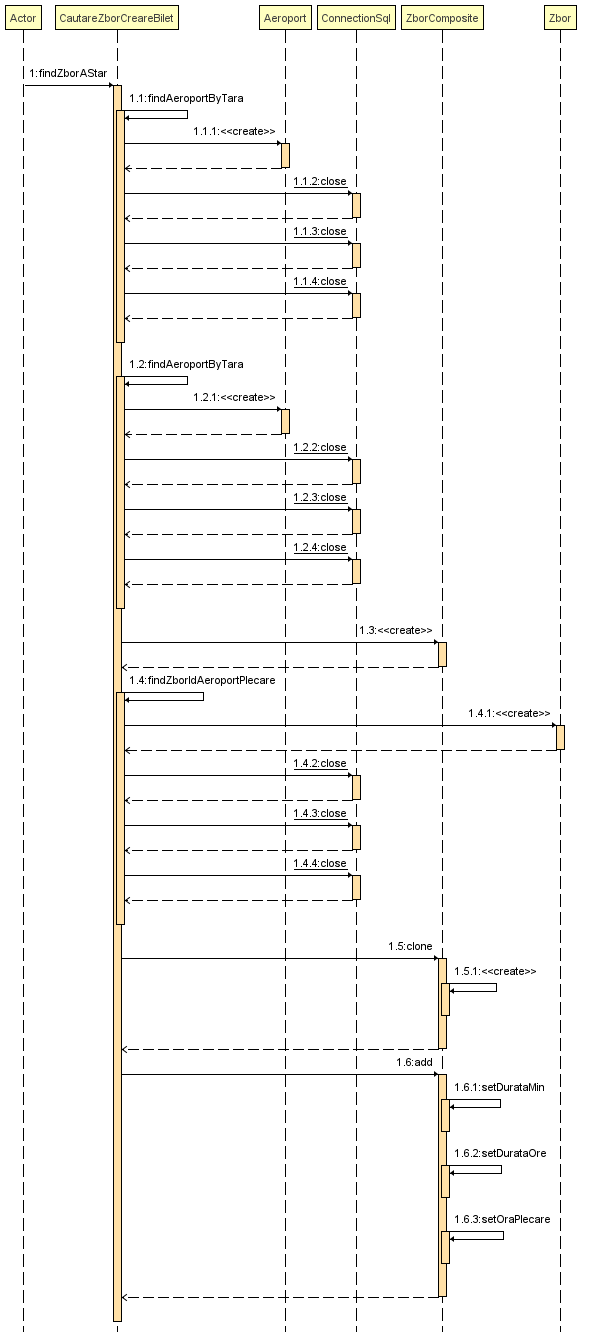 Actor
CautareZborCreareBilet
Aeroport
ConnectionSql
ZborComposite
Zbor
1:findZborAStar
1.1:findAeroportByTara
1.1.1:<<create>>
1.1.2:close
1.1.3:close
1.1.4:close
1.2:findAeroportByTara
1.2.1:<<create>>
1.2.2:close
1.2.3:close
1.2.4:close
1.3:<<create>>
1.4:findZborIdAeroportPlecare
1.4.1:<<create>>
1.4.2:close
1.4.3:close
1.4.4:close
1.5:clone
1.5.1:<<create>>
1.6:add
1.6.1:setDurataMin
1.6.2:setDurataOre
1.6.3:setOraPlecare